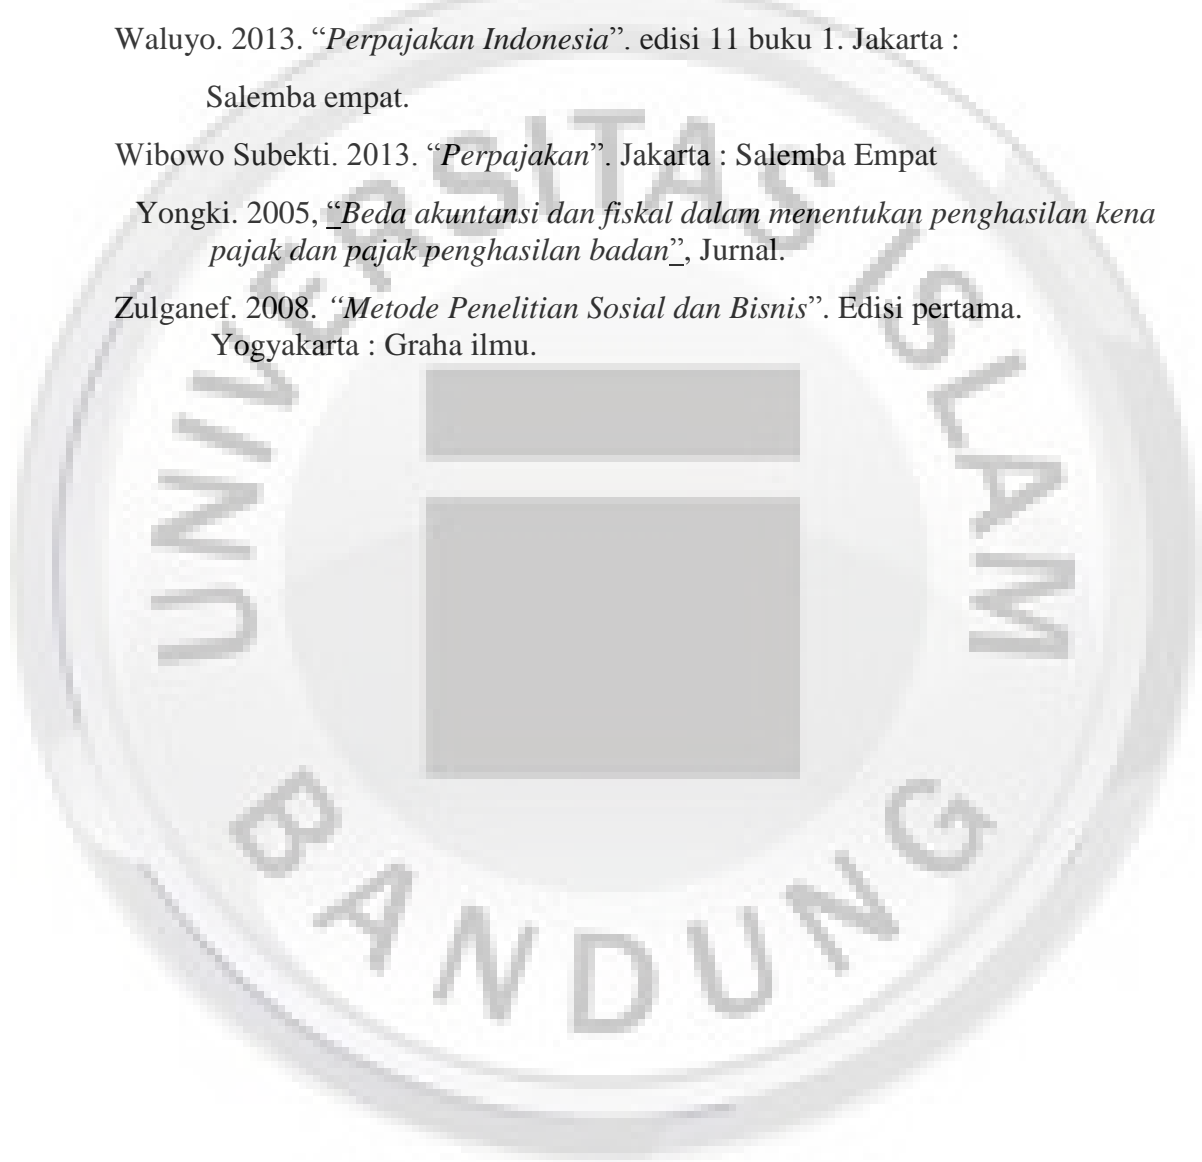 Waluyo. 2013. “Perpajakan Indonesia”. edisi 11 buku 1. Jakarta :
Salemba empat.
Wibowo Subekti. 2013. “Perpajakan”. Jakarta : Salemba Empat
Yongki. 2005, “Beda akuntansi dan fiskal dalam menentukan penghasilan kena
pajak dan pajak penghasilan badan”, Jurnal.
Zulganef. 2008. “Metode Penelitian Sosial dan Bisnis”. Edisi pertama.
Yogyakarta : Graha ilmu.
UNIVERSITAS ISLAM
BANDUNG